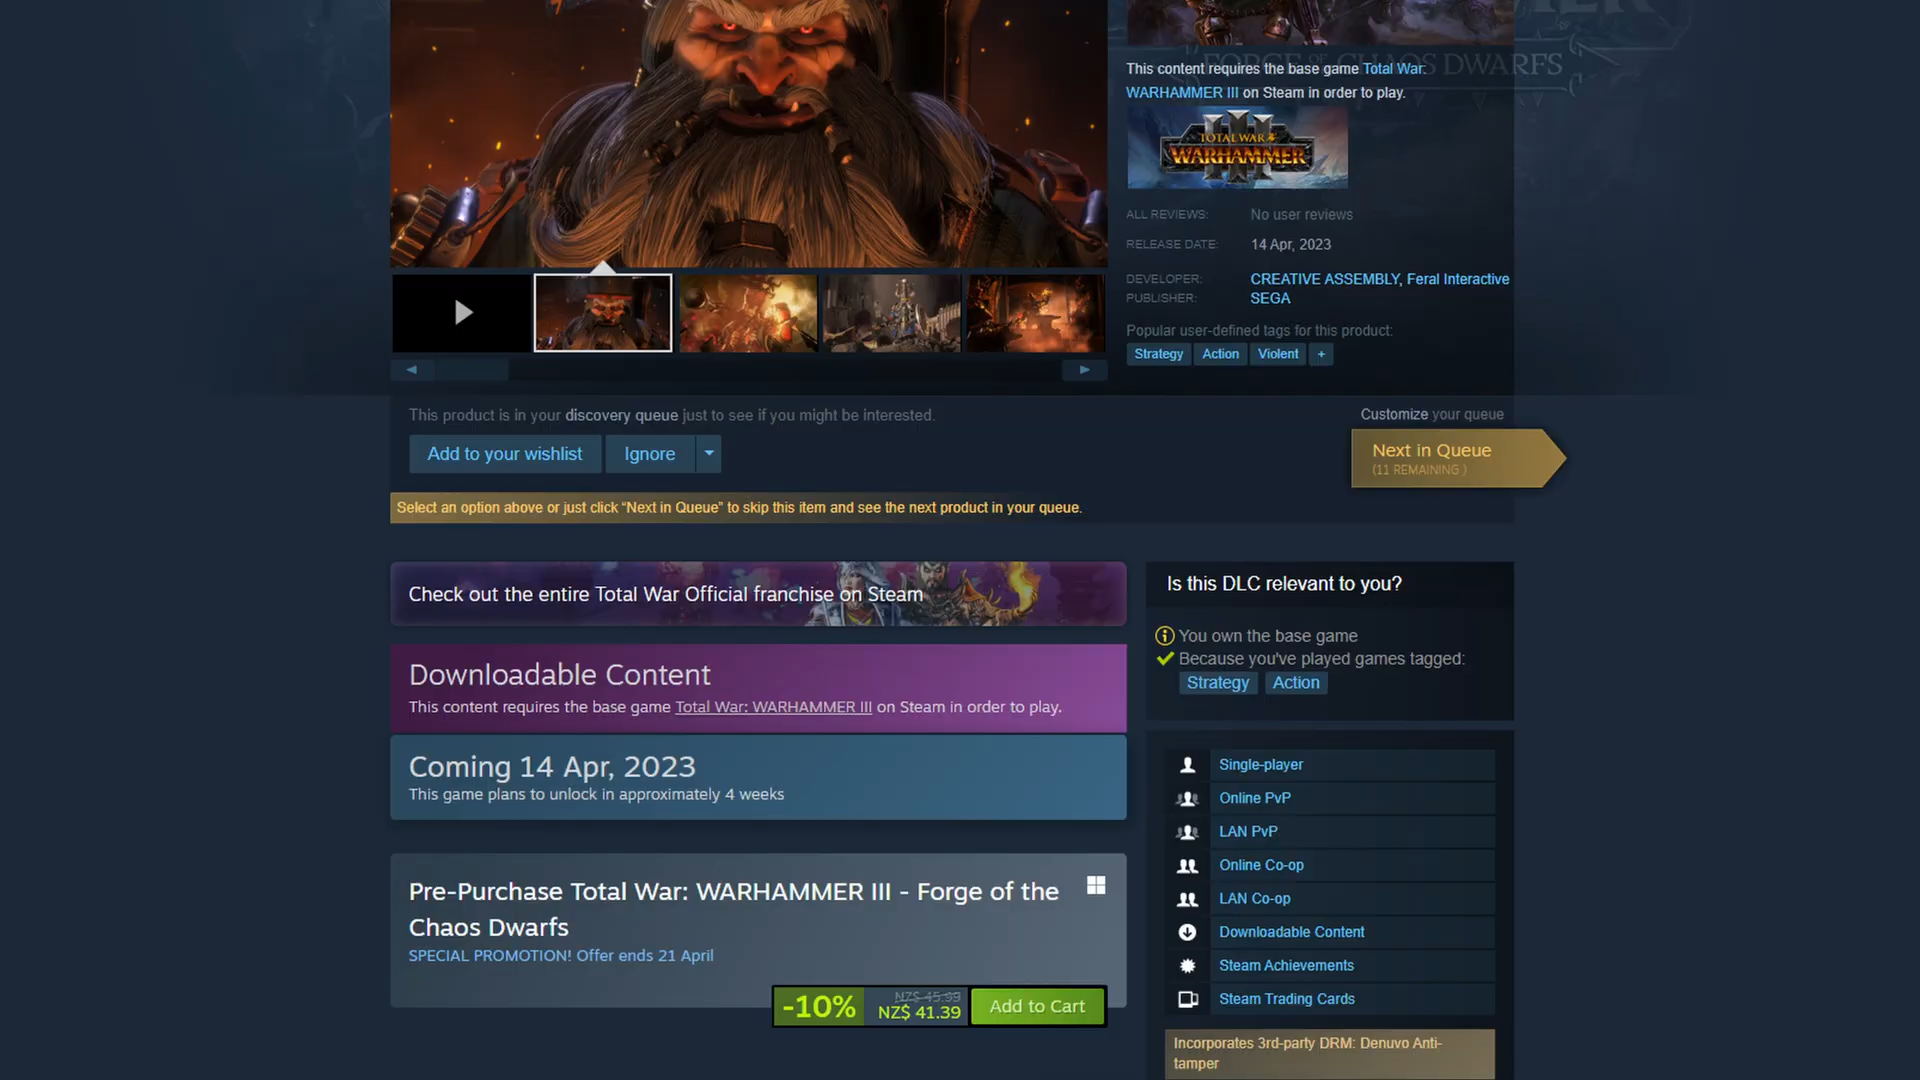 FORGE OF CHAOS DWARFS
This content requires the base game Total War:
WARHAMMER III on Steam in order to play.
TOTAL WAR
WARHAMMER
III
ALL REVIEWS: No user reviews
RELEASE DATE: 14 Apr, 2023
DEVELOPER: CREATIVE ASSEMBLY, Feral Interactive
PUBLISHER: SEGA
Popular user-defined tags for this product:
Strategy Action Violent +
This product is in your discovery queue just to see if you might be interested.
Add to your wishlist Ignore
Customize your queue
Next in Queue
(11 REMAINING )
Select an option above or just click “Next in Queue” to skip this item and see the next product in your queue.
Check out the entire Total War Official franchise on Steam
Downloadable Content
This content requires the base game Total War: WARHAMMER III on Steam in order to play.
Coming 14 Apr, 2023
This game plans to unlock in approximately 4 weeks
Pre-Purchase Total War: WARHAMMER III - Forge of the
Chaos Dwarfs
SPECIAL PROMOTION! Offer ends 21 April
-10% NZ$ 45.99
NZ$ 41.39
Add to Cart
Is this DLC relevant to you?
You own the base game
Because you've played games tagged:
Strategy Action
Single-player
Online PvP
LAN PvP
Online Co-op
LAN Co-op
Downloadable Content
Steam Achievements
Steam Trading Cards
Incorporates 3rd-party DRM: Denuvo Anti-
tamper